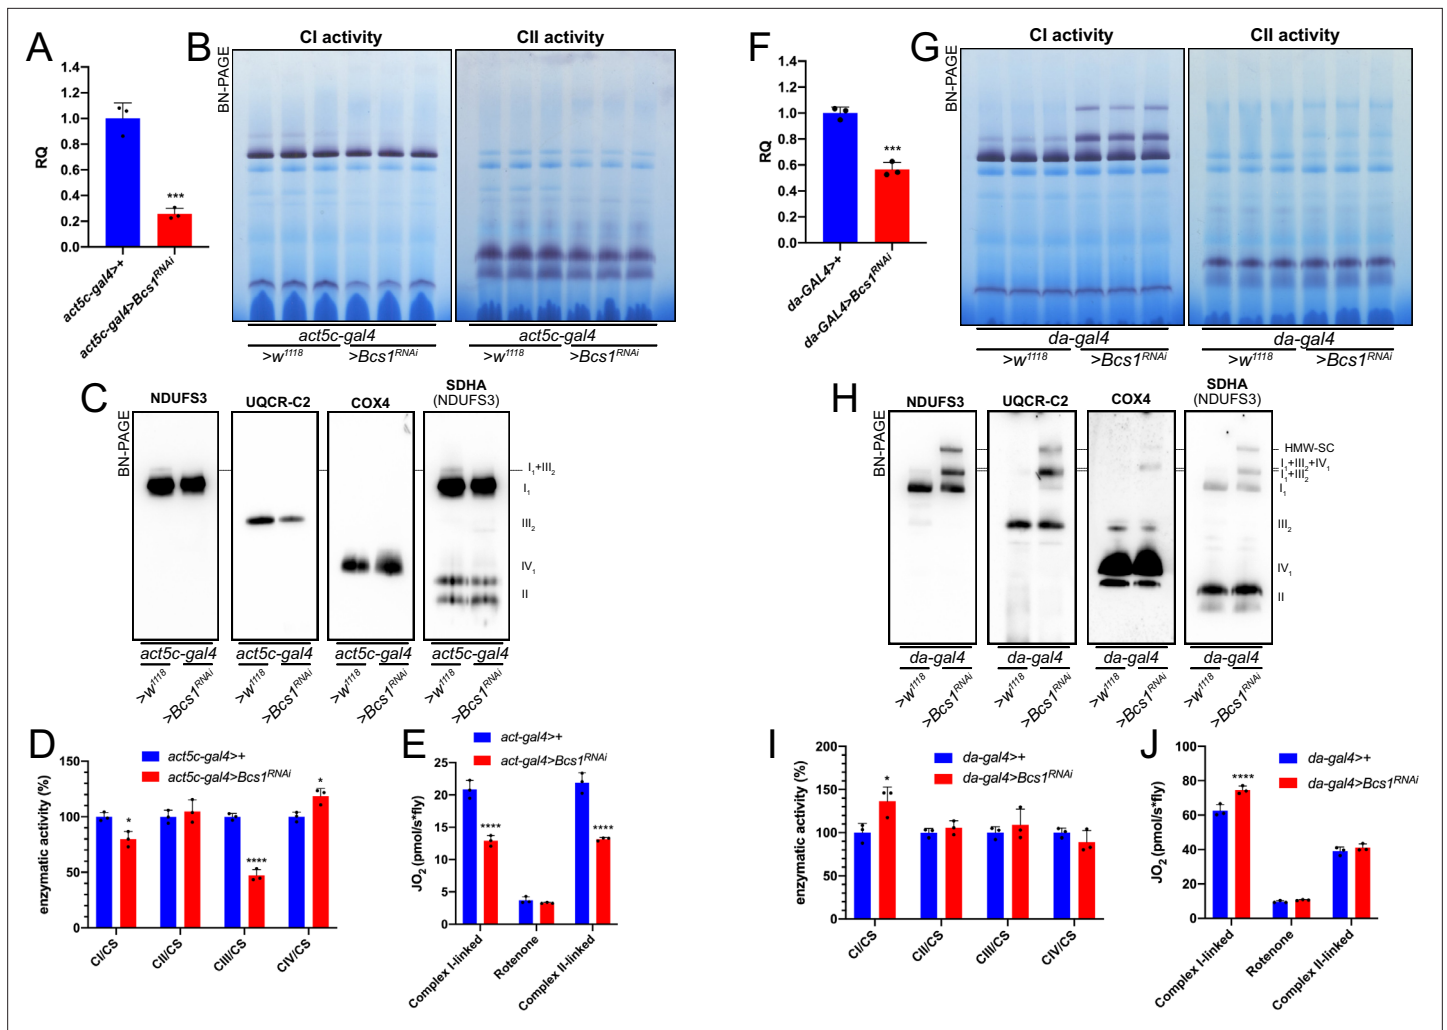 A
1.4
1.2
1.0
0.8
0.6
0.4
0.2
0.0
RQ
***
act5c-gal4>+
act5c-gal4>Bcs1RNAi
B
BN-PAGE
CI activity
CII activity
act5c-gal4
act5c-gal4
>w1118
>Bcs1RNAi
>w1118
>Bcs1RNAi
F
1.4
1.2
1.0
0.8
0.6
0.4
0.2
0.0
RQ
***
da-GAL4>+
da-GAL4>Bcs1RNAi
G
BN-PAGE
CI activity
CII activity
da-gal4
da-gal4
>w1118
>Bcs1RNAi
>w1118
>Bcs1RNAi
C
BN-PAGE
NDUFS3
UQCR-C2
COX4
SDHA
(NDUFS3)
I1+III2
I1
III2
IV1
II
act5c-gal4
act5c-gal4
act5c-gal4
act5c-gal4
>w1118
>Bcs1RNAi
>w1118
>Bcs1RNAi
>w1118
>Bcs1RNAi
>w1118
>Bcs1RNAi
H
BN-PAGE
NDUFS3
UQCR-C2
COX4
SDHA
(NDUFS3)
HMW-SC
I1+III2+IV1
I1+III2
I1
III2
IV1
II
da-gal4
da-gal4
da-gal4
da-gal4
>w1118
>Bcs1RNAi
>w1118
>Bcs1RNAi
>w1118
>Bcs1RNAi
>w1118
>Bcs1RNAi
D
act5c-gal4>+
act5c-gal4>Bcs1RNAi
enzymatic activity (%)
150
100
50
0
*
****
*
CI/CS
CII/CS
CIII/CS
CIV/CS
E
act-gal4>+
act-gal4>Bcs1RNAi
JO2 (pmol/s*fly)
25
20
15
10
5
0
****
****
Complex I-linked
Rotenone
Complex II-linked
I
da-gal4>+
da-gal4>Bcs1RNAi
enzymatic activity (%)
200
150
100
50
0
*
CI/CS
CII/CS
CIII/CS
CIV/CS
J
da-gal4>+
da-gal4>Bcs1RNAi
JO2 (pmol/s*fly)
100
80
60
40
20
0
****
Complex I-linked
Rotenone
Complex II-linked